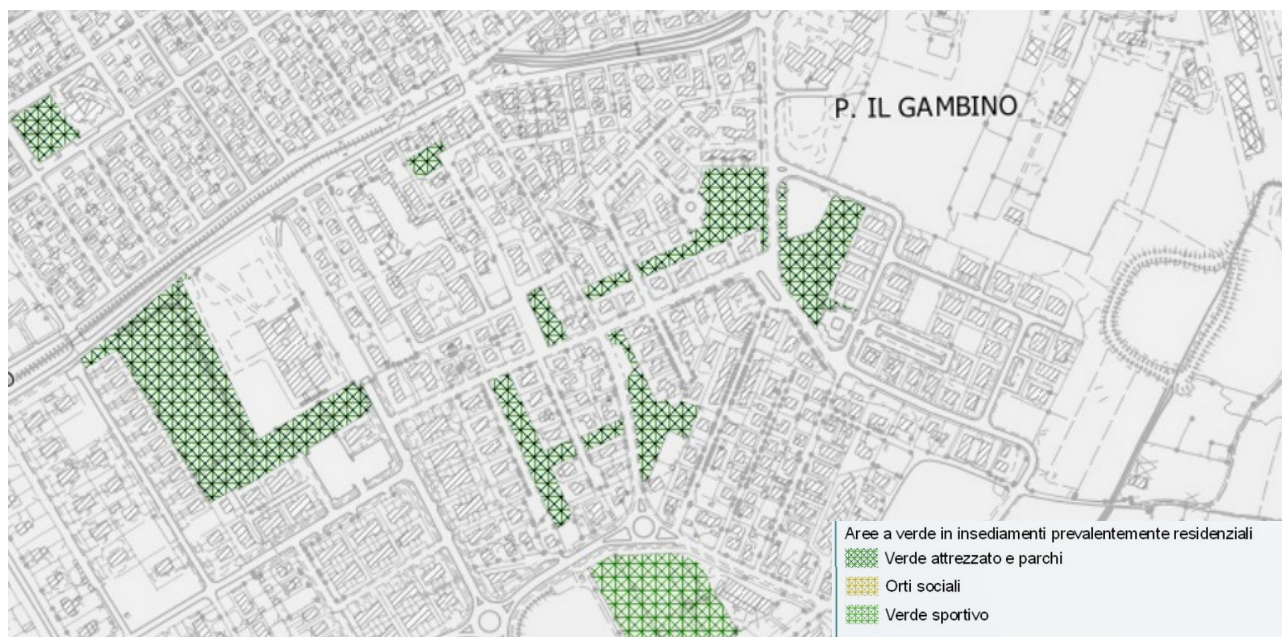 P. IL GAMBINO
Aree a verde in insediamenti prevalentemente residenziali
Verde attrezzato e parchi
Orti sociali
Verde sportivo